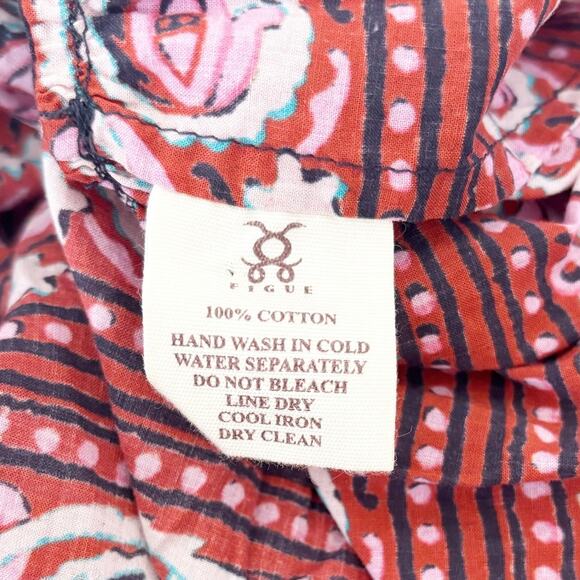 FIGUE
100% COTTON
HAND WASH IN COLD
WATER SEPARATELY
DO NOT BLEACH
LINE DRY
COOL IRON
DRY CLEAN